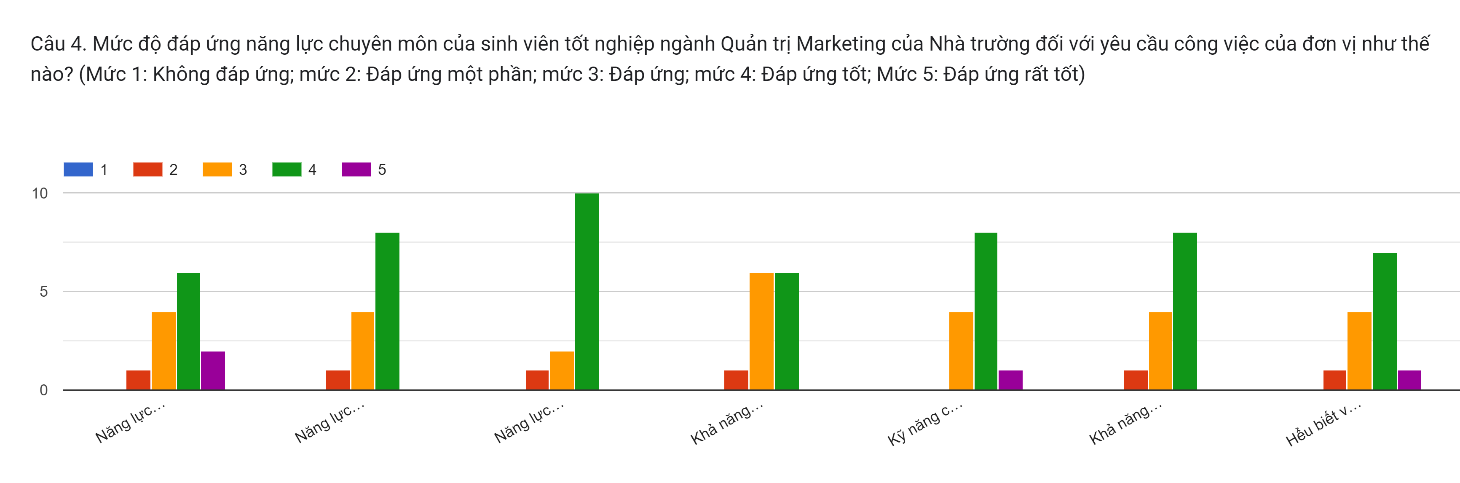 Câu 4. Mức độ đáp ứng năng lực chuyên môn của sinh viên tốt nghiệp ngành Quản trị Marketing của Nhà trường đối với yêu cầu công việc của đơn vị như thế
nào? (Mức 1: Không đáp ứng; mức 2: Đáp ứng một phần; mức 3: Đáp ứng; mức 4: Đáp ứng tốt; Mức 5: Đáp ứng rất tốt)
1 2 3 4 5
10
5
0
Năng lực... Năng lực... Năng lực... Khả năng... Kỹ năng c... Khả năng... Hểu biết v...